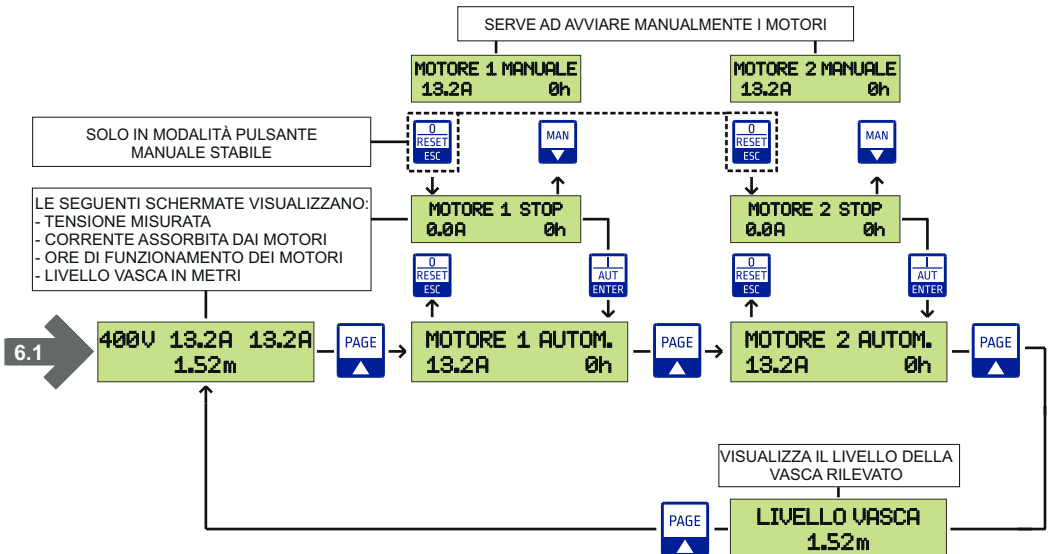 SERVE AD AVVIARE MANUALMENTE I MOTORI
MOTORE 1 MANUALE
13.2A 0h
MOTORE 2 MANUALE
13.2A 0h
SOLO IN MODALITÀ PULSANTE
MANUALE STABILE
0
RESET
ESC
MAN
0
RESET
ESC
MAN
LE SEGUENTI SCHERMATE VISUALIZZANO:
- TENSIONE MISURATA
- CORRENTE ASSORBITA DAI MOTORI
- ORE DI FUNZIONAMENTO DEI MOTORI
- LIVELLO VASCA IN METRI
MOTORE 1 STOP
0.0A 0h
MOTORE 2 STOP
0.0A 0h
0
RESET
ESC
I
AUT
ENTER
0
RESET
ESC
I
AUT
ENTER
6.1
400V 13.2A 13.2A
1.52m
PAGE
MOTORE 1 AUTOM.
13.2A 0h
PAGE
MOTORE 2 AUTOM.
13.2A 0h
PAGE
VISUALIZZA IL LIVELLO DELLA
VASCA RILEVATO
PAGE
LIVELLO VASCA
1.52m